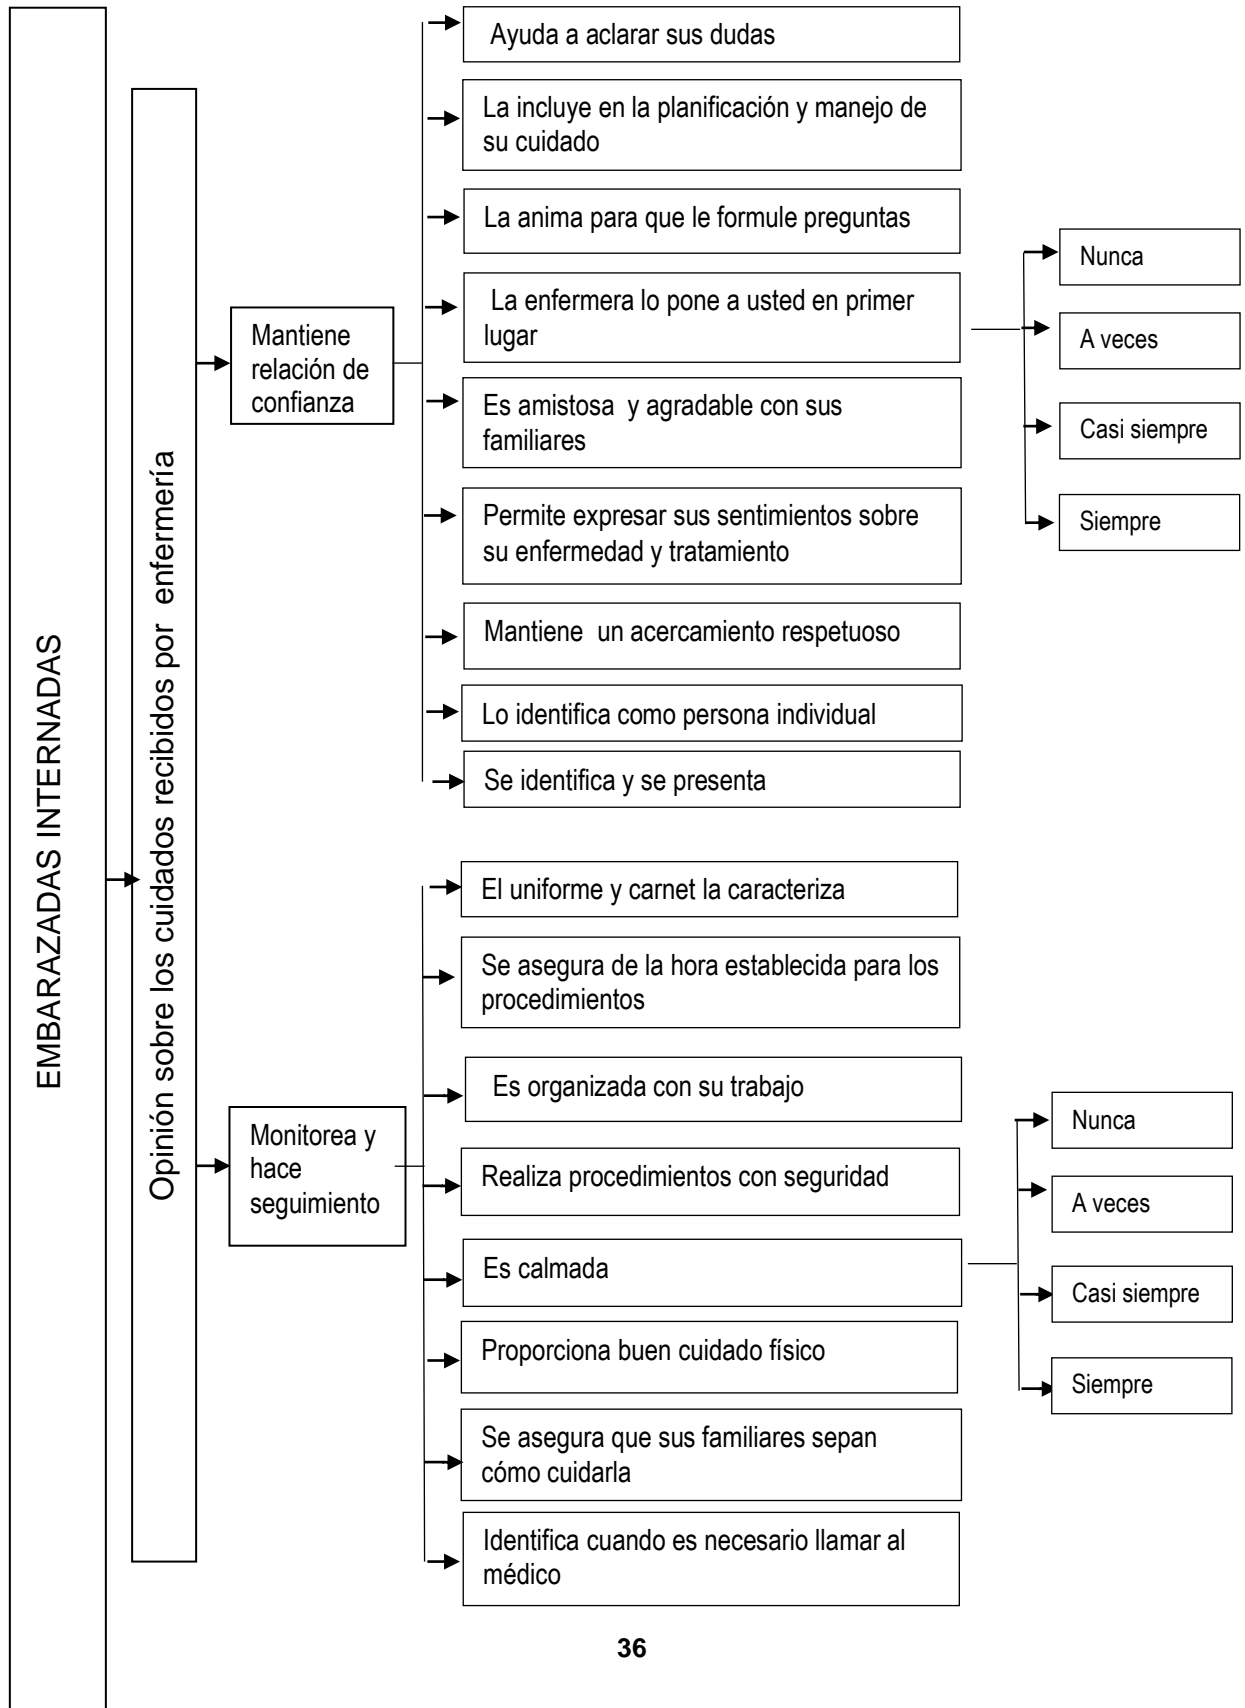 EMBARAZADAS INTERNADAS
Opinión sobre los cuidados recibidos por enfermería
Mantiene
relación de
confianza
Ayuda a aclarar sus dudas
La incluye en la planificación y manejo de
su cuidado
La anima para que le formule preguntas
La enfermera lo pone a usted en primer
lugar
Es amistosa y agradable con sus
familiares
Permite expresar sus sentimientos sobre
su enfermedad y tratamiento
Mantiene un acercamiento respetuoso
Lo identifica como persona individual
Se identifica y se presenta
Nunca
A veces
Casi siempre
Siempre
Monitorea y
hace
seguimiento
El uniforme y carnet la caracteriza
Se asegura de la hora establecida para los
procedimientos
Es organizada con su trabajo
Realiza procedimientos con seguridad
Es calmada
Proporciona buen cuidado físico
Se asegura que sus familiares sepan
cómo cuidarla
Identifica cuando es necesario llamar al
médico
Nunca
A veces
Casi siempre
Siempre
36